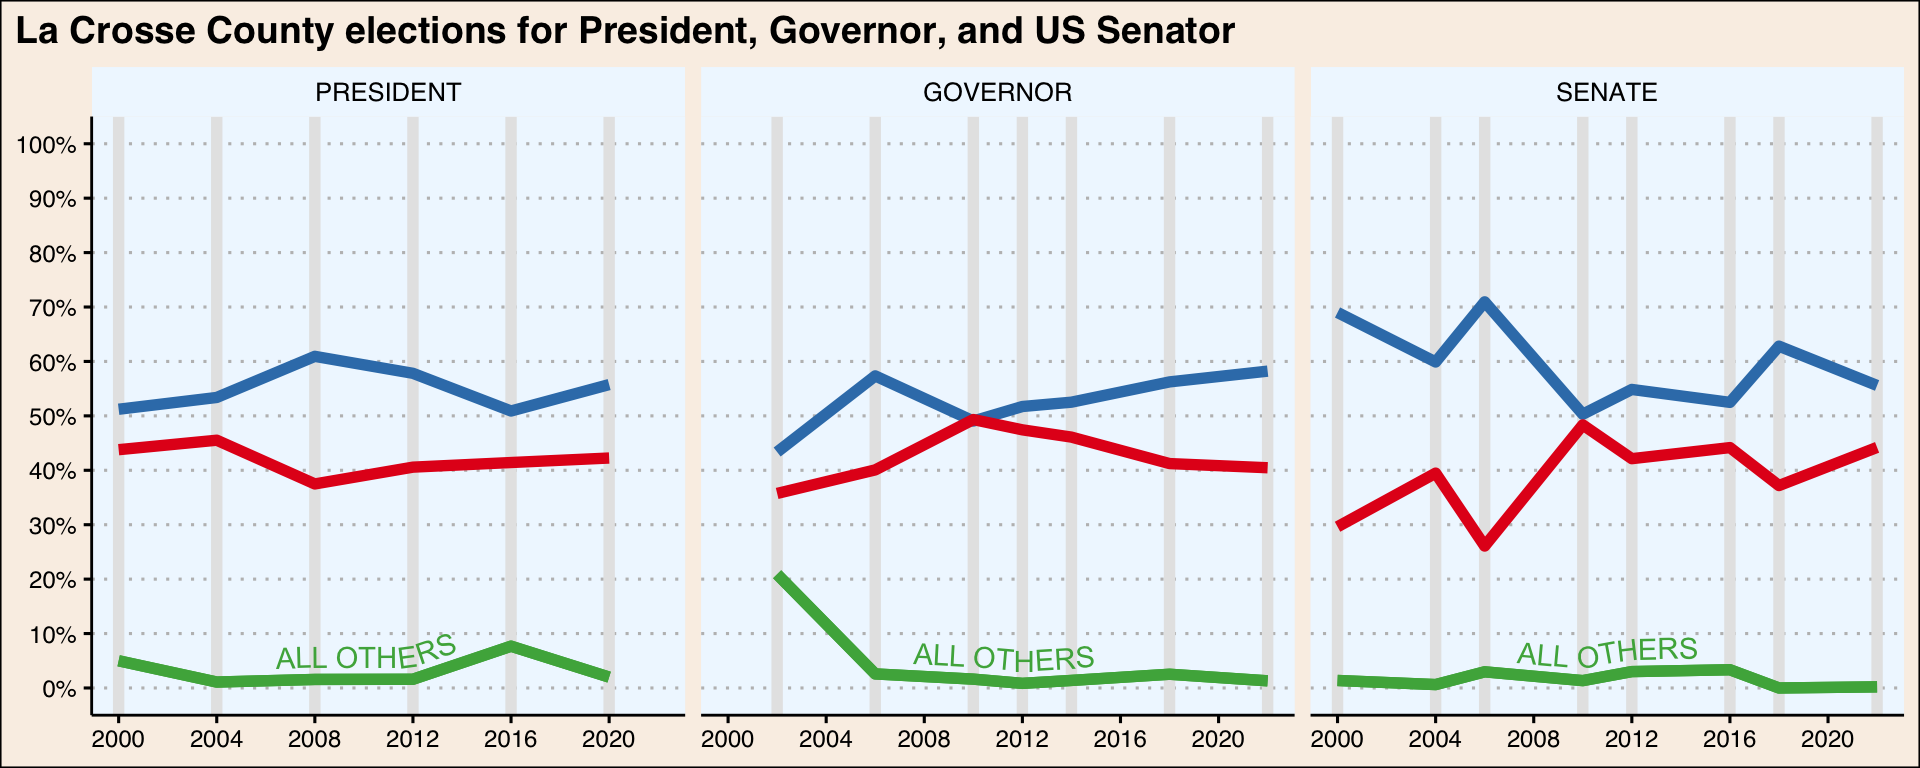 La Crosse County elections for President, Governor, and US Senator
PRESIDENT GOVERNOR SENATE
100%
90%
80%
70%
60%
50%
40%
30%
20%
10%
0%
ALL OTHERS ALL OTHERS ALL OTHERS
2000 2004 2008 2012 2016 2020 2000 2004 2008 2012 2016 2020 2000 2004 2008 2012 2016 2020